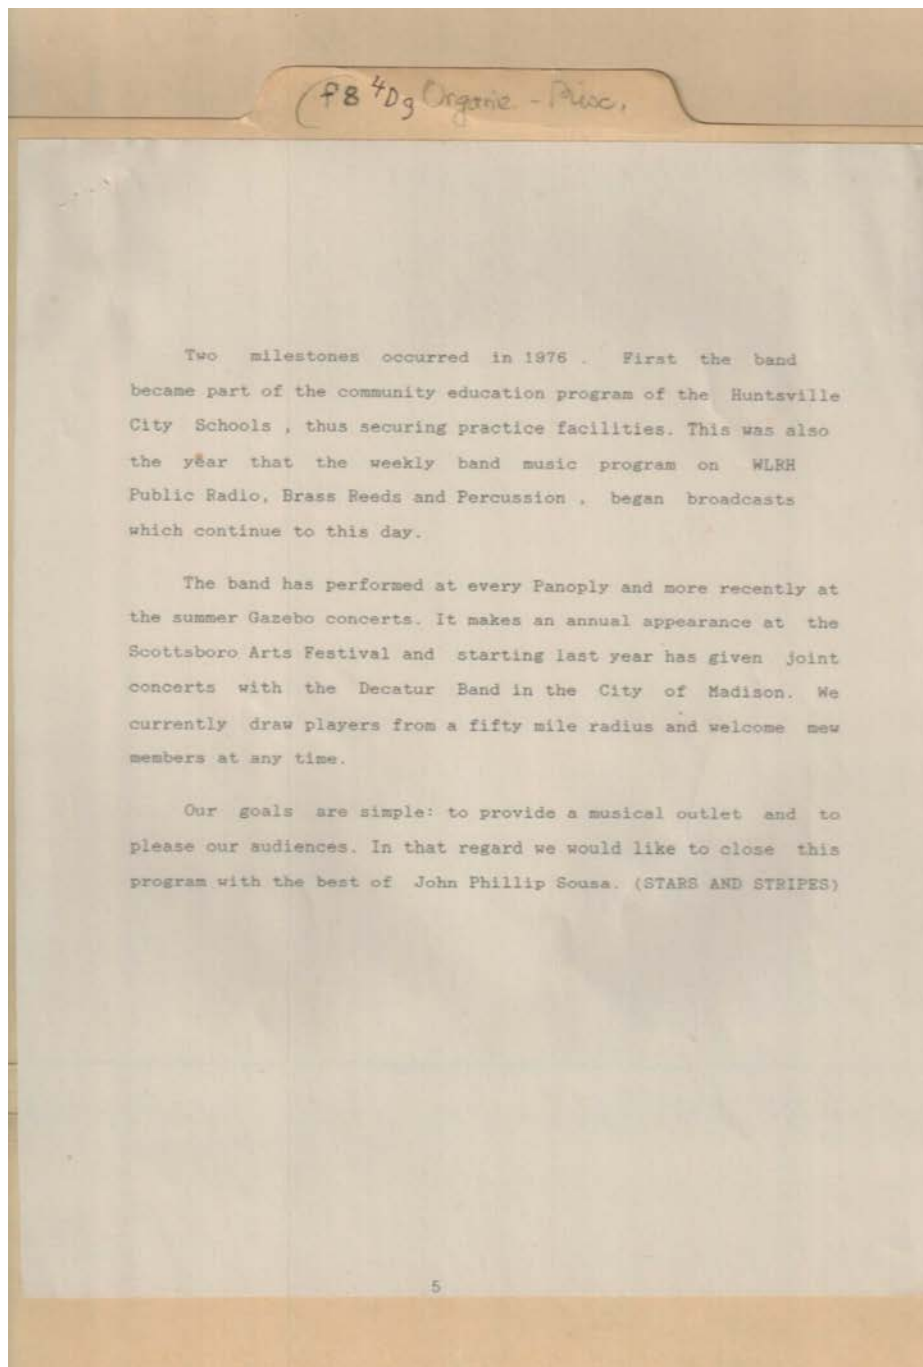 f8 4Dg Organic - Misc.
Two milestones occurred in 1976 . First the band
became part of the community education program of the Huntsville
City Schools , thus securing practice facilities. This was also
the year that the weekly band music program on WLRH
Public Radio, Brass Reeds and Percussion , began broadcasts
which continue to this day.
The band has performed at every Panoply and more recently at
the summer Gazebo concerts. It makes an annual appearance at the
Scottsboro Arts Festival and starting last year has given joint
concerts with the Decatur Band in the City of Madison. We
currently draw players from a fifty mile radius and welcome mew
members at any time.
Our goals are simple: to provide a musical outlet and to
please our audiences. In that regard we would like to close this
program with the best of John Phillip Sousa. (STARS AND STRIPES)
5